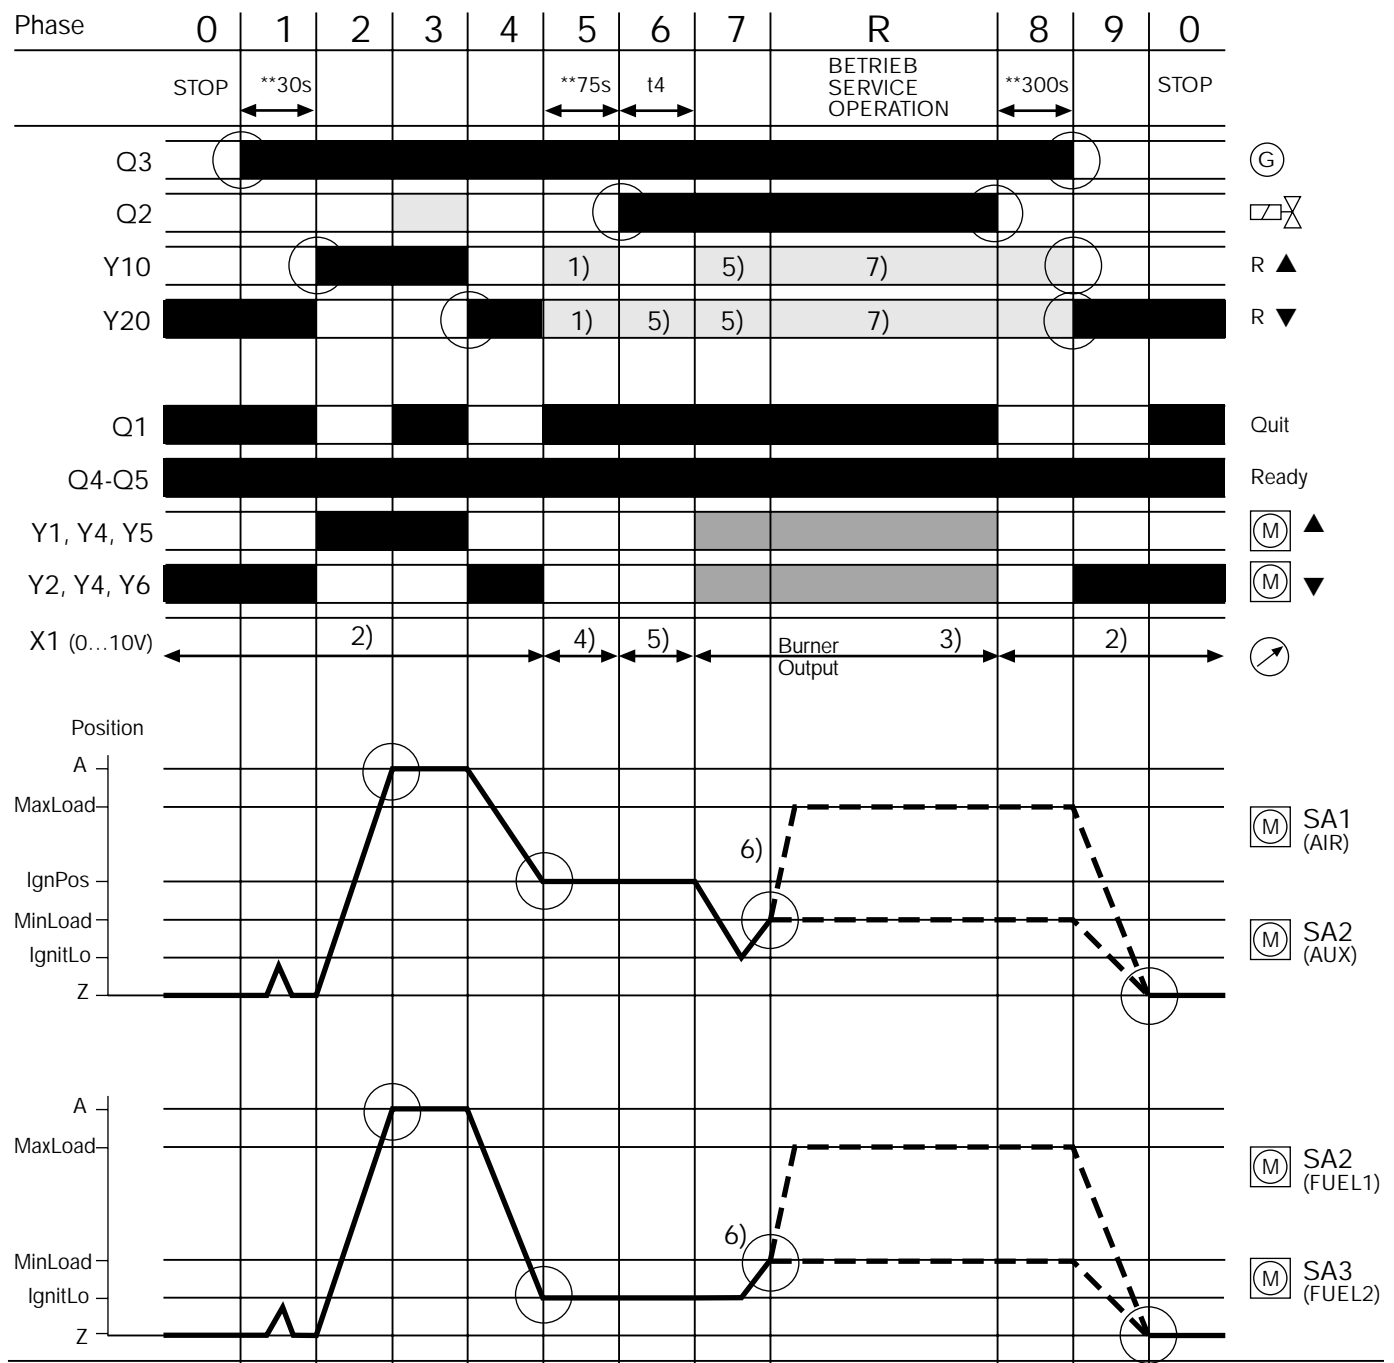 Phase 0 1 2 3 4 5 6 7 R 8 9 0
STOP **30s **75s t4 BETRIEB **300s STOP
SERVICE
OPERATION
Q3 G
Q2
Y10 1) 5) 7) R ▲
Y20 1) 5) 5) 7) R ▼
Q1 Quit
Q4-Q5 Ready
Y1, Y4, Y5 M ▲
Y2, Y4, Y6 M ▼
X1 (0...10V) 2) 4) 5) Burner 3) 2)
Output
Position
A
MaxLoad M SA1
(AIR)
6)
IgnPos
MinLoad M SA2
(AUX)
IgnitLo
Z
A
MaxLoad M SA2
(FUEL1)
6)
MinLoad M SA3
(FUEL2)
IgnitLo
Z